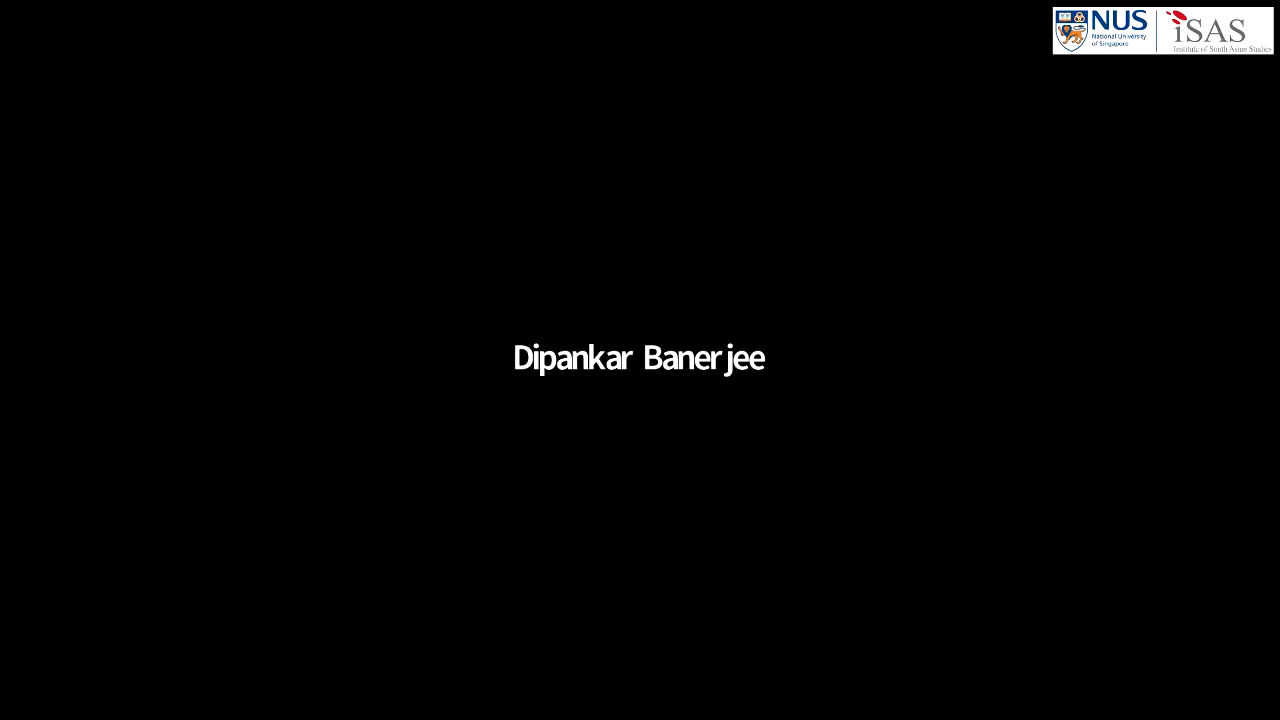 NUS
National University
of Singapore
iSAS
Institute of South Asian Studies
Dipankar Banerjee